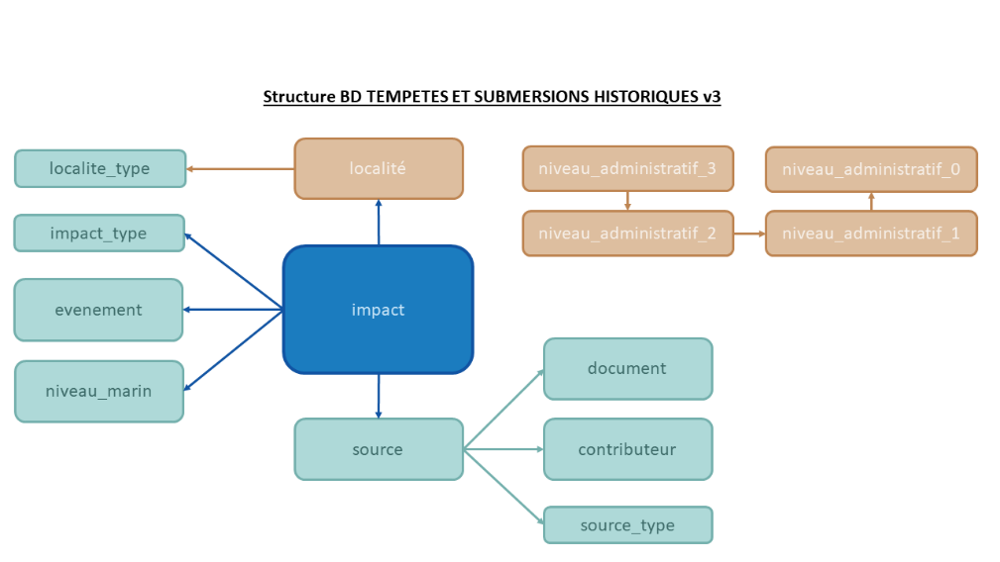 Structure BD TEMPETES ET SUBMERSIONS HISTORIQUES v3
localite_type
localité
niveau_administratif_3
niveau_administratif_0
impact_type
niveau_administratif_2
niveau_administratif_1
evenement
impact
niveau_marin
document
source
contributeur
source_type